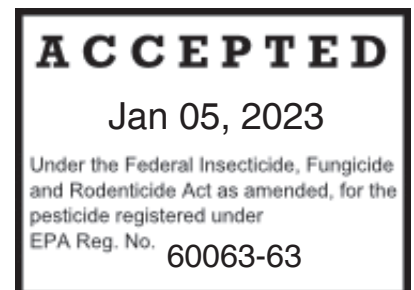 ACCEPTED
Jan 05, 2023
Under the Federal Insecticide, Fungicide
and Rodenticide Act as amended, for the
pesticide registered under
EPA Reg. No. 60063-63